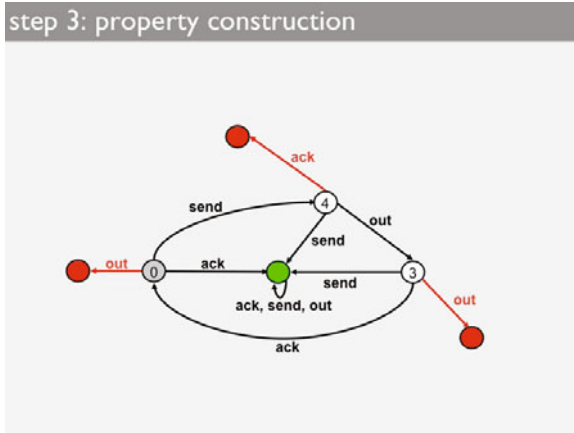 step 3: property construction
ack
4
send
out
send
out
0
ack
send
3
ack, send, out
out
ack